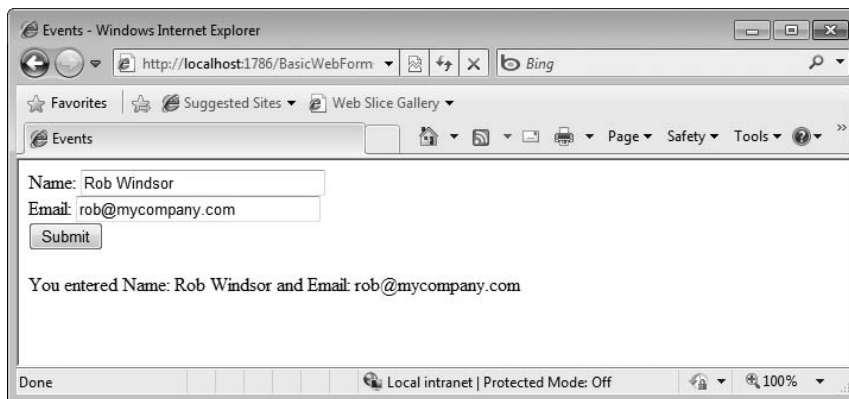 Events - Windows Internet Explorer
http://localhost:1786/BasicWebForm
Bing
Favorites Suggested Sites Web Slice Gallery
Events Page Safety Tools »
Name: Rob Windsor
Email: rob@mycompany.com
Submit
You entered Name: Rob Windsor and Email: rob@mycompany.com
Done Local intranet | Protected Mode: Off 100%